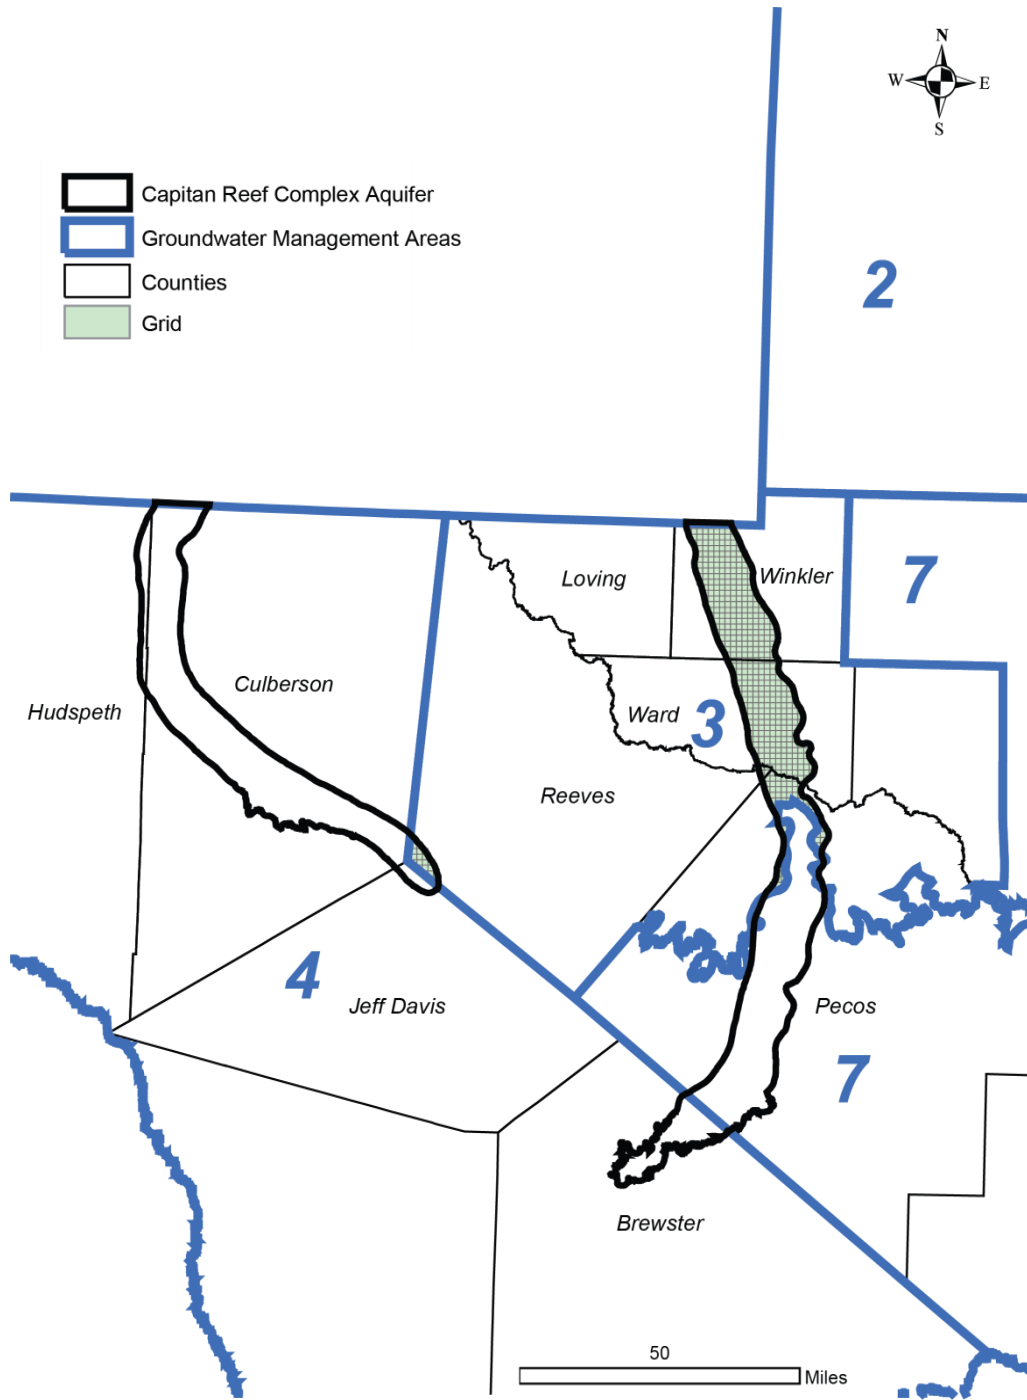 N
W E
S
Capitan Reef Complex Aquifer
Groundwater Management Areas
Counties
Grid
2
7
Loving
Winkler
Culberson
Hudspeth
Ward
3
Reeves
4
Jeff Davis
Pecos
7
Brewster
50
Miles